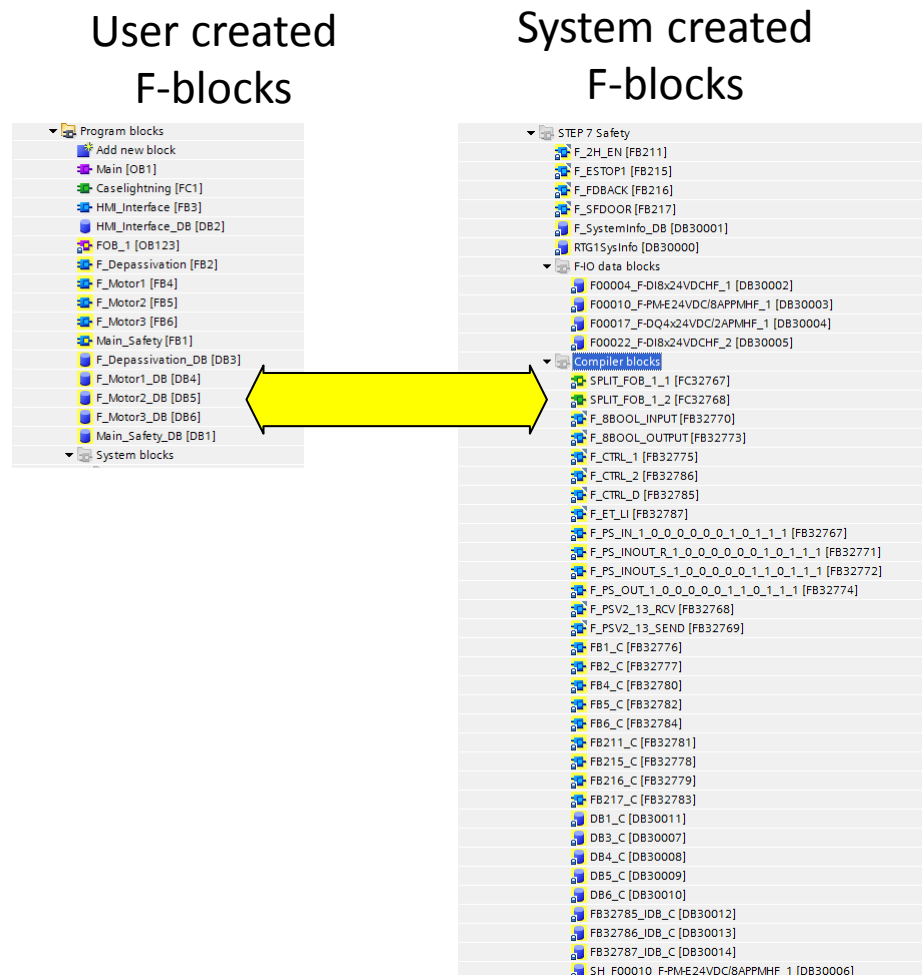 User created
F-blocks
Program blocks
Add new block
Main [OB1]
Caselightning [FC1]
HMI_Interface [FB3]
HMI_Interface_DB [DB2]
FOB_1 [OB123]
F_Depassivation [FB2]
F_Motor1 [FB4]
F_Motor2 [FB5]
F_Motor3 [FB6]
Main_Safety [FB1]
F_Depassivation_DB [DB3]
F_Motor1_DB [DB4]
F_Motor2_DB [DB5]
F_Motor3_DB [DB6]
Main_Safety_DB [DB1]
System blocks
System created
F-blocks
STEP 7 Safety
F_2H_EN [FB211]
F_ESTOP1 [FB215]
F_FDBACK [FB216]
F_SFDOOR [FB217]
F_SystemInfo_DB [DB30001]
RTG1SysInfo [DB30000]
F-IO data blocks
F00004_F-DI8x24VDCHF_1 [DB30002]
F00010_F-PM-E24VDC/8APPMHF_1 [DB30003]
F00017_F-DQ4x24VDC/2APMHF_1 [DB30004]
F00022_F-DI8x24VDCHF_2 [DB30005]
Compiler blocks
SPLIT_FOB_1_1 [FC32767]
SPLIT_FOB_1_2 [FC32768]
F_8BOOL_INPUT [FB32770]
F_8BOOL_OUTPUT [FB32773]
F_CTRL_1 [FB32775]
F_CTRL_2 [FB32786]
F_CTRL_D [FB32785]
F_ET_LI [FB32787]
F_PS_IN_1_0_0_0_0_0_0_1_0_1_1_1 [FB32767]
F_PS_INOUT_R_1_0_0_0_0_0_0_1_0_1_1_1 [FB32771]
F_PS_INOUT_S_1_0_0_0_0_0_1_1_0_1_1_1 [FB32772]
F_PS_OUT_1_0_0_0_0_0_1_1_0_1_1_1 [FB32774]
F_PSV2_13_RCV [FB32768]
F_PSV2_13_SEND [FB32769]
FB1_C [FB32776]
FB2_C [FB32777]
FB4_C [FB32780]
FB5_C [FB32782]
FB6_C [FB32784]
FB211_C [FB32781]
FB215_C [FB32778]
FB216_C [FB32779]
FB217_C [FB32783]
DB1_C [DB30011]
DB3_C [DB30007]
DB4_C [DB30008]
DB5_C [DB30009]
DB6_C [DB30010]
FB32785_IDB_C [DB30012]
FB32786_IDB_C [DB30013]
FB32787_IDB_C [DB30014]
SH_F00010_F-PM-E24VDC/8APPMHF_1 [DB30006]